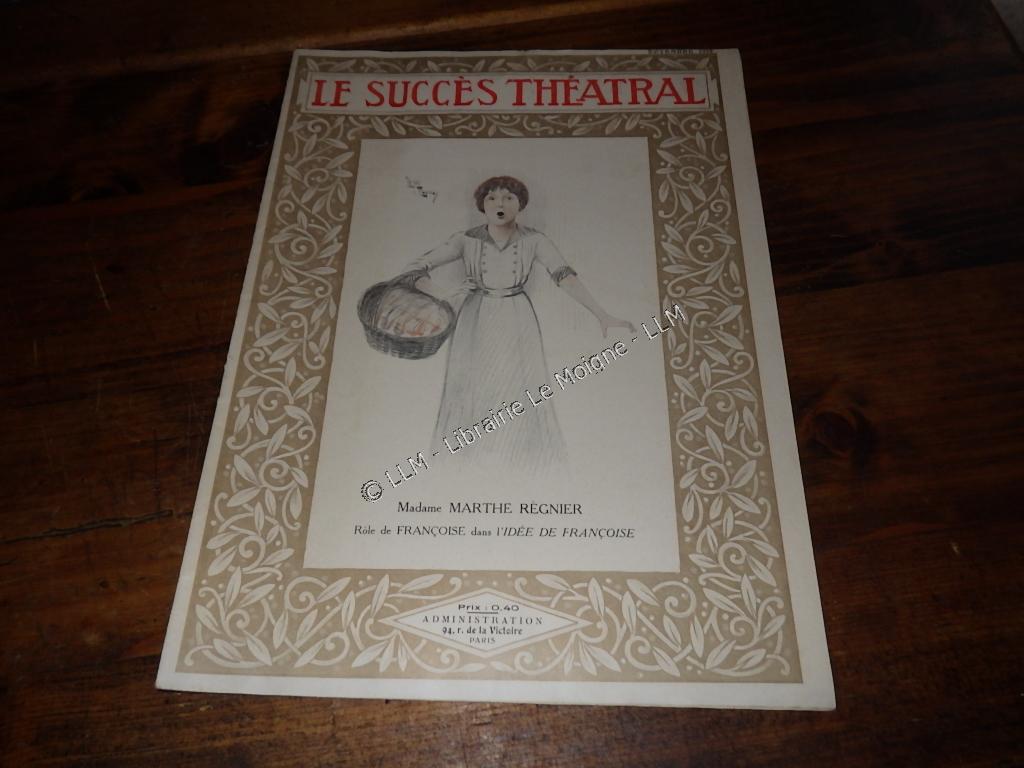 LE SUCCÈS THÉATRAL
© LLM - Librairie Le Moigne - LLM
Madame MARTHE RÈGNIER
Rôle de FRANÇOISE dans l'IDÉE DE FRANÇOISE
Prix : 0,40
ADMINISTRATION
94, r. de la Victoire
PARIS